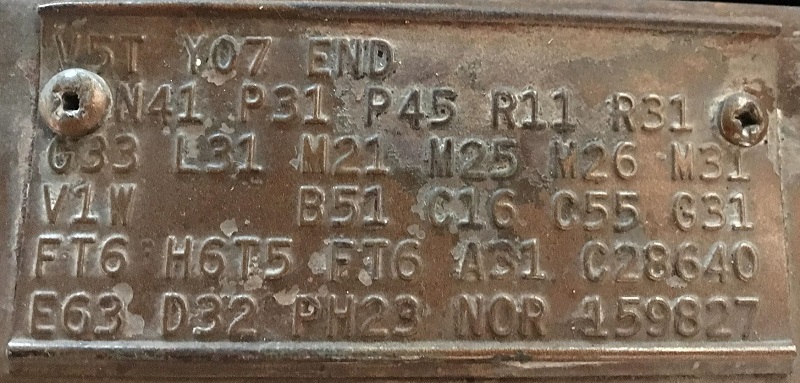 V5T Y07 END
N41 P31 P45 R11 R31
G33 L31 M21 M25 M26 M31
V1W B51 C16 C55 G31
FT6 H6T5 FT6 A31 C28640
E63 D32 PH23 NOR 159827